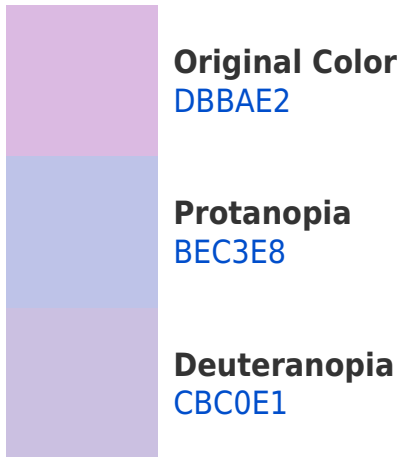 Original Color
DBBAE2
Protanopia
BEC3E8
Deuteranopia
CBC0E1